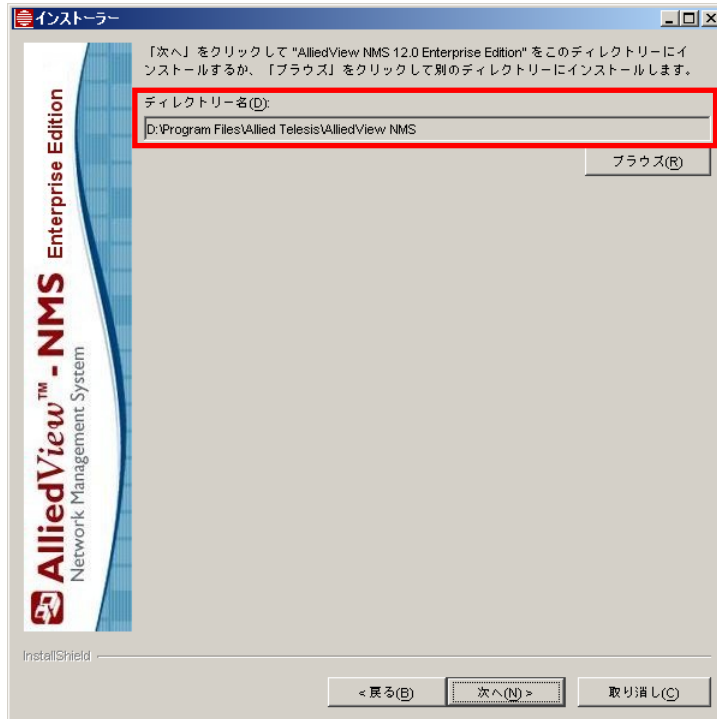 インストーラー
「次へ」をクリックして "AlliedView NMS 12.0 Enterprise Edition" をこのディレクトリーにイ
ンストールするか、「ブラウズ」をクリックして別のディレクトリーにインストールします。
ディレクトリー名(D):
D:\Program Files\Allied Telesis\AlliedView NMS
ブラウズ(R)
AlliedView™ - NMS Enterprise Edition
Network Management System
InstallShield
< 戻る(B)
次へ(N) >
取り消し(C)